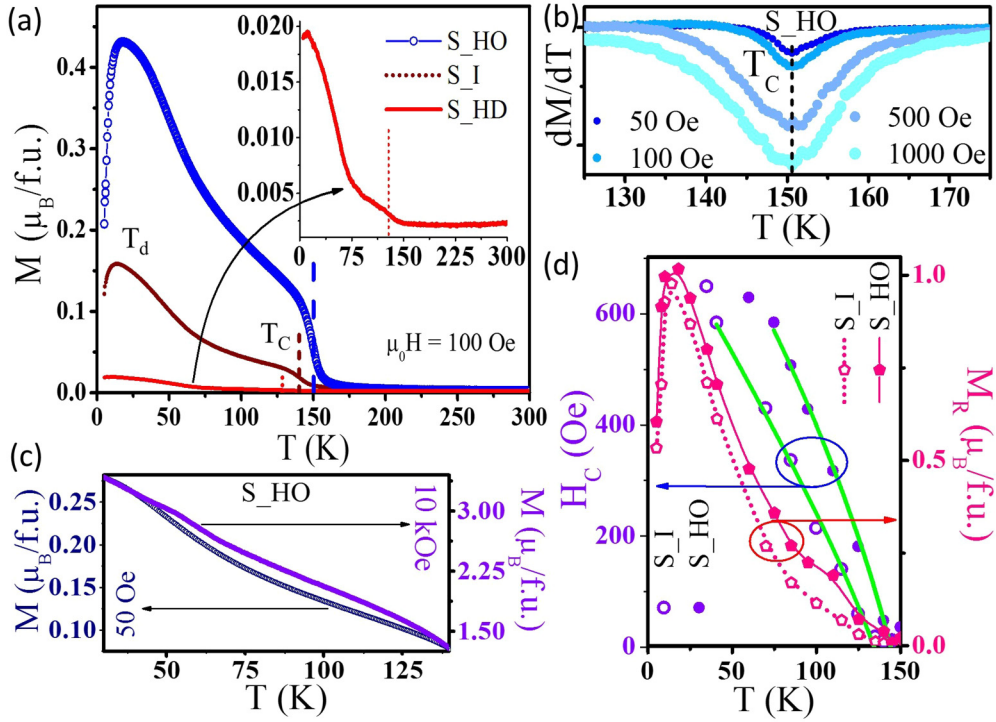 (a)
S_HO
S_I
S_HD
0.020
0.015
0.010
0.005
0 75 150 225 300
0.4
0.3
0.2
0.1
0.0
M (μB/f.u.)
Td
TC
μ0H = 100 Oe
0 50 75 100 125 150 200 250 300
T (K)
(b)
S_HO
TC
dM/dT
50 Oe
100 Oe
500 Oe
1000 Oe
130 140 150 160 170
T (K)
(c)
S_HO
M (μB/f.u.)
50 Oe
0.25
0.20
0.15
0.10
10 kOe
M (μB/f.u.)
3.00
2.25
1.50
50 75 100 125
T (K)
(d)
HC (Oe)
600
400
200
0
S_I
S_HO
S_I
S_HO
MR (μB/f.u.)
1.0
0.5
0.0
0 50 100 150
T (K)